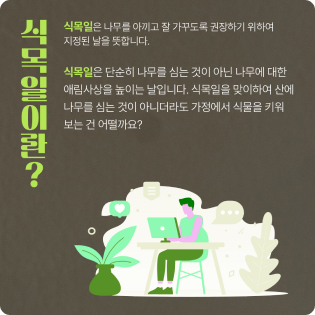 식목일이란?
식목일은 나무를 아끼고 잘 가꾸도록 권장하기 위하여
지정된 날을 뜻합니다.
식목일은 단순히 나무를 심는 것이 아닌 나무에 대한
애림사상을 높이는 날입니다. 식목일을 맞이하여 산에
나무를 심는 것이 아니더라도 가정에서 식물을 키워
보는 건 어떨까요?